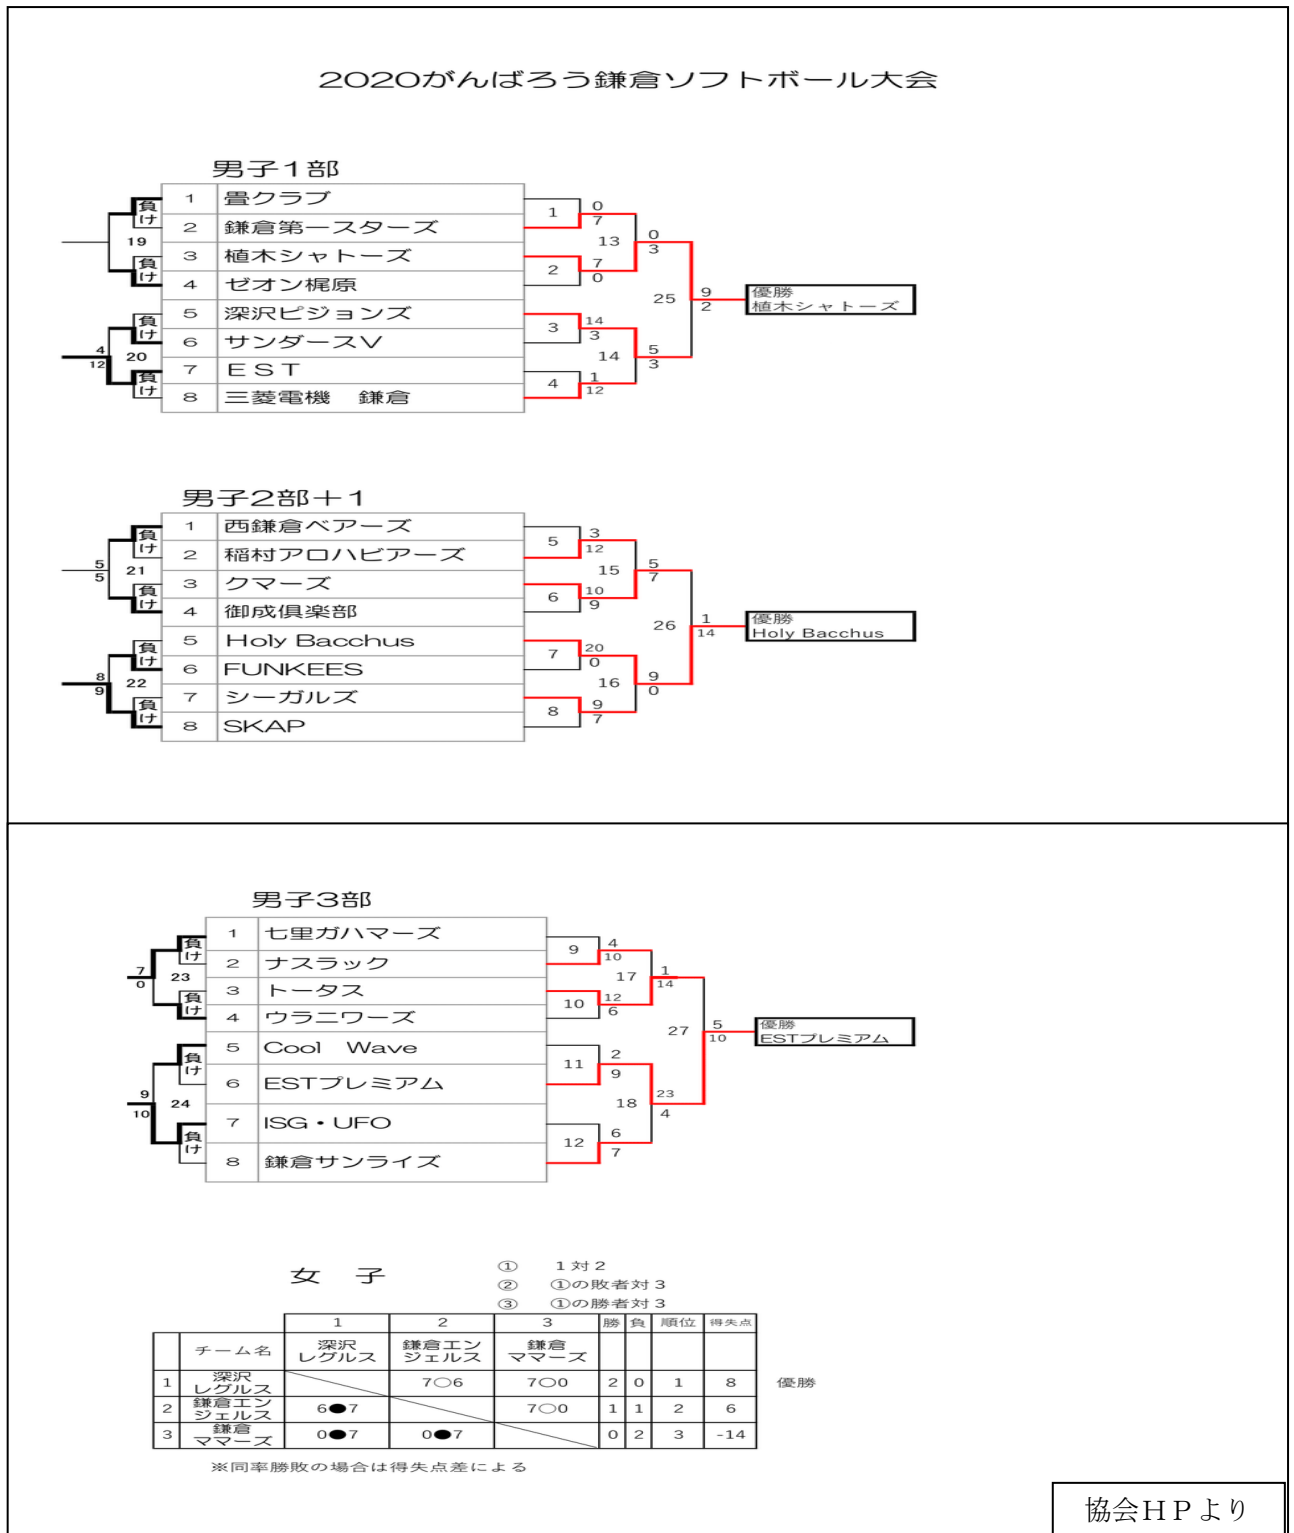 2020がんばろう鎌倉ソフトボール大会
男子1部
負け 1 畳クラブ 1 0
19 2 鎌倉第一スターズ 7 13 0
負け 3 植木シャトーズ 2 7 3
4 ゼオン梶原 0 25 9 優勝
負け 5 深沢ピジョンズ 3 14 2 植木シャトーズ
4 20 6 サンダースV 3 14 5
12 負け 7 EST 4 1 3
8 三菱電機 鎌倉 12
男子2部+1
負け 1 西鎌倉ベアーズ 5 3
5 21 2 稲村アロハビアーズ 12 15 5
5 負け 3 クマーズ 6 10 7
4 御成倶楽部 9 26 1 優勝
負け 5 Holy Bacchus 7 20 14 Holy Bacchus
8 22 6 FUNKEES 0 16 9
9 負け 7 シーガルズ 8 9 0
8 SKAP 7
男子3部
負け 1 七里ガハマーズ 9 4
7 23 2 ナスラック 10 17 1
0 負け 3 トータス 10 12 14
4 ウラニワーズ 6 27 5 優勝
負け 5 Cool Wave 11 2 10 ESTプレミアム
9 24 6 ESTプレミアム 9 18 23
10 負け 7 ISG・UFO 12 6 4
8 鎌倉サンライズ 7
女 子
① 1対2
② ①の敗者対3
③ ①の勝者対3
1 2 3 勝 負 順位 得失点
チーム名 深沢レグルス 鎌倉エンジェルス 鎌倉ママーズ
1 深沢レグルス 7○6 7○0 2 0 1 8 優勝
2 鎌倉エンジェルス 6●7 7○0 1 1 2 6
3 鎌倉ママーズ 0●7 0●7 0 2 3 -14
※同率勝敗の場合は得失点差による
協会HPより